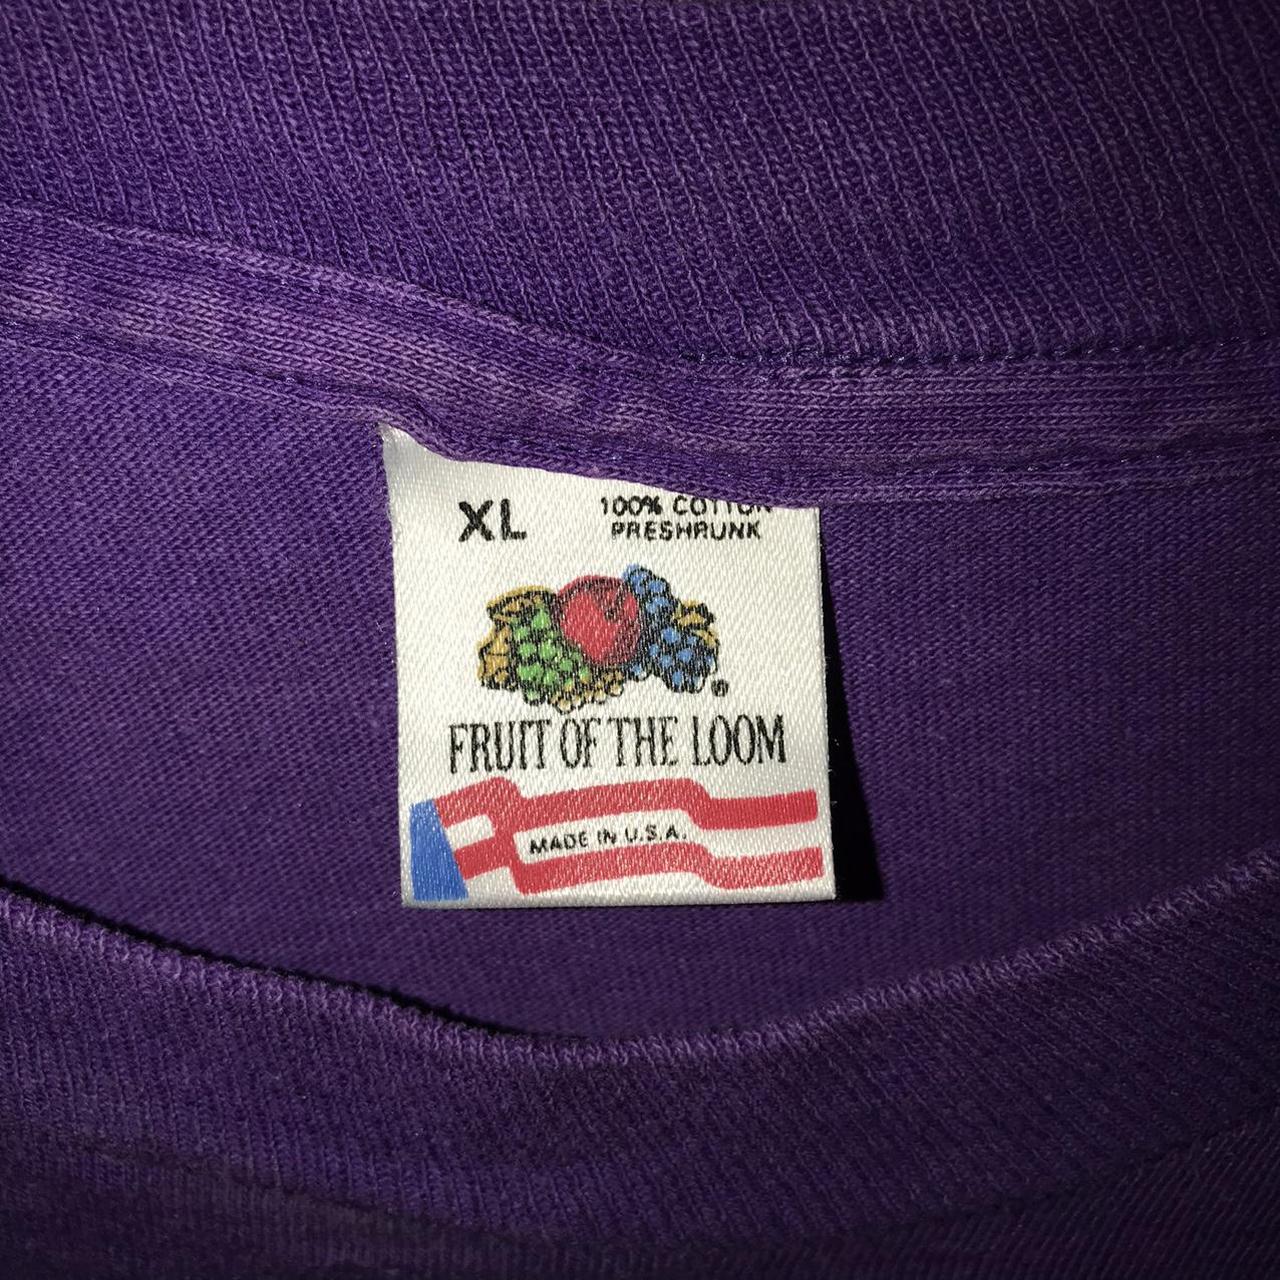 XL
100% COTTON
PRESHRUNK
FRUIT OF THE LOOM
MADE IN U.S.A.